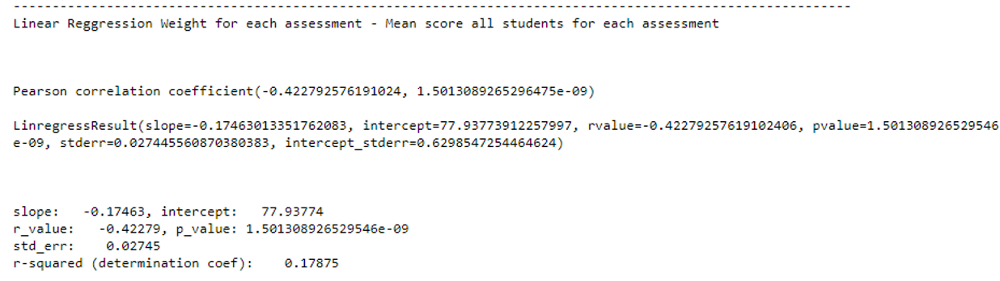 --------------------------------------------------------------------------------------------------------
Linear Reggression Weight for each assessment - Mean score all students for each assessment
Pearson correlation coefficient(-0.422792576191024, 1.5013089265296475e-09)
LinregressResult(slope=-0.17463013351762083, intercept=77.93773912257997, rvalue=-0.42279257619102406, pvalue=1.501308926529546
e-09, stderr=0.027445560870380383, intercept_stderr=0.6298547254464624)
slope:   -0.17463, intercept:   77.93774
r_value:   -0.42279, p_value: 1.501308926529546e-09
std_err:    0.02745
r-squared (determination coef):    0.17875